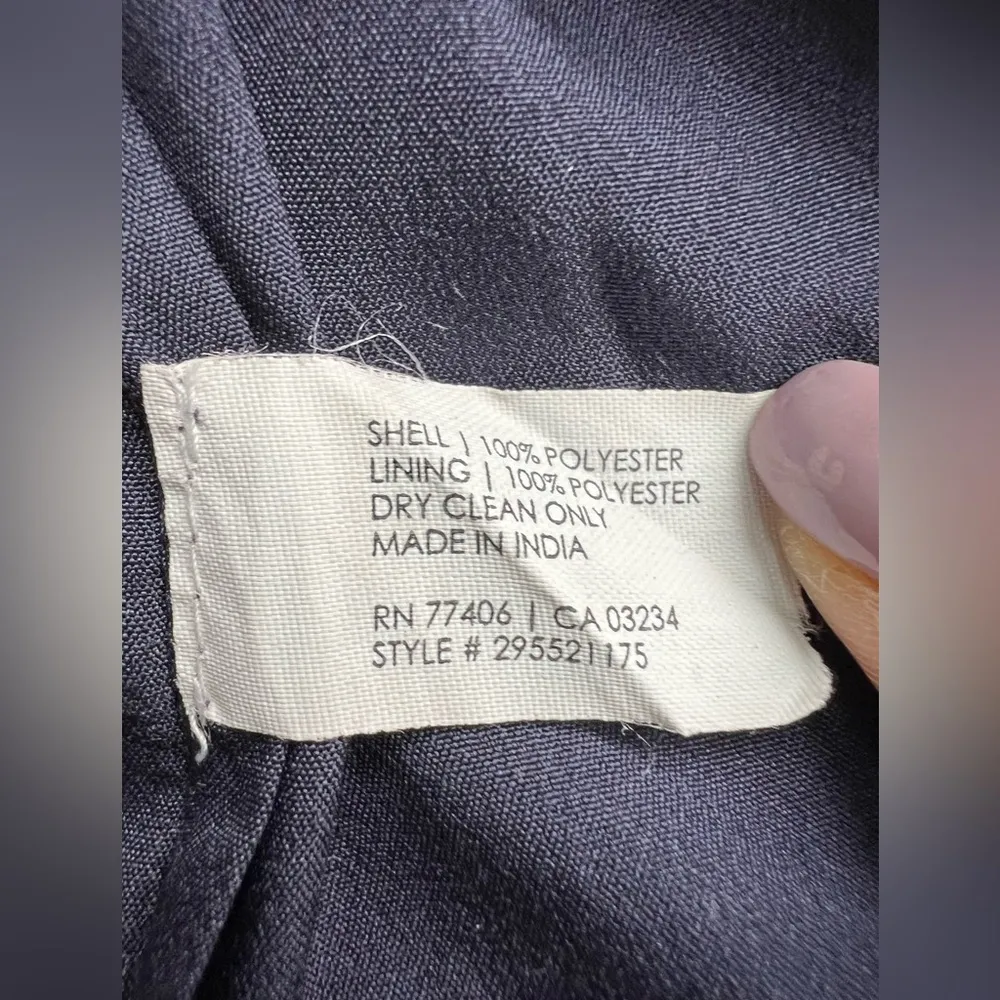 SHELL | 100% POLYESTER
LINING | 100% POLYESTER
DRY CLEAN ONLY
MADE IN INDIA
RN 77406 | CA 03234
STYLE # 295521175